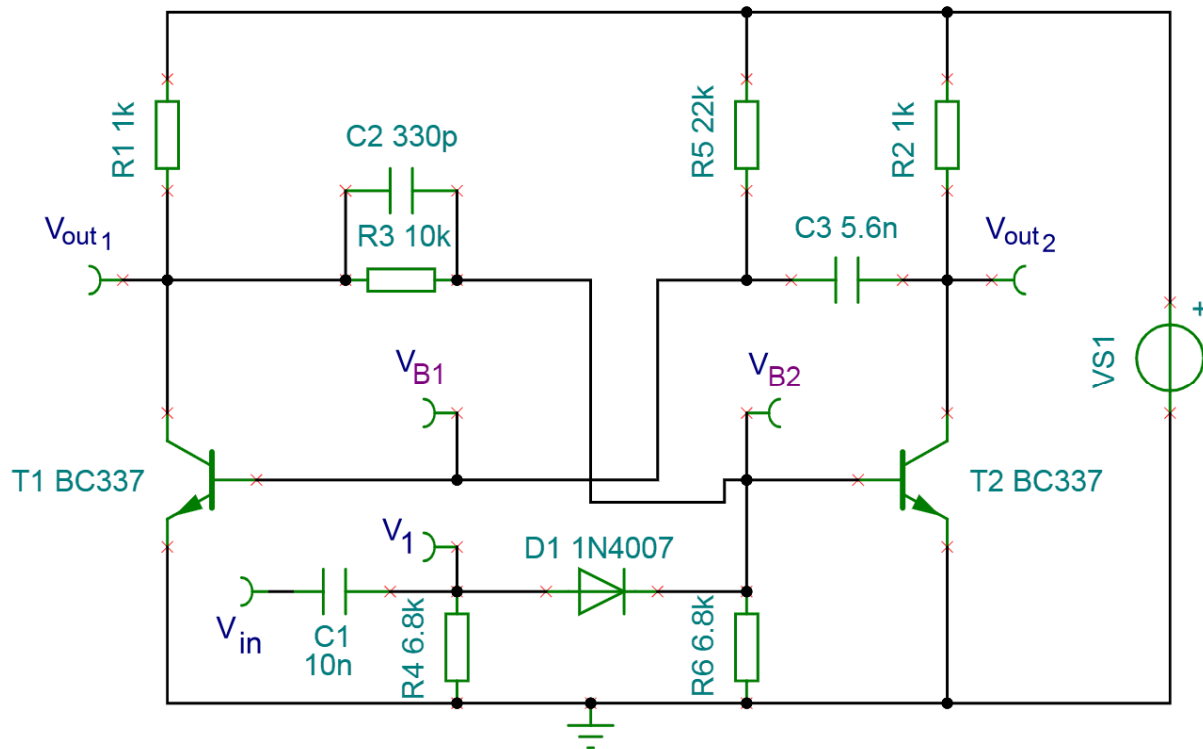 R1 1k
C2 330p
R3 10k
R5 22k
R2 1k
C3 5.6n
Vout1
Vout2
+
VS1
VB1
VB2
T1 BC337
T2 BC337
V1
D1 1N4007
Vin
C1
10n
R4 6.8k
R6 6.8k